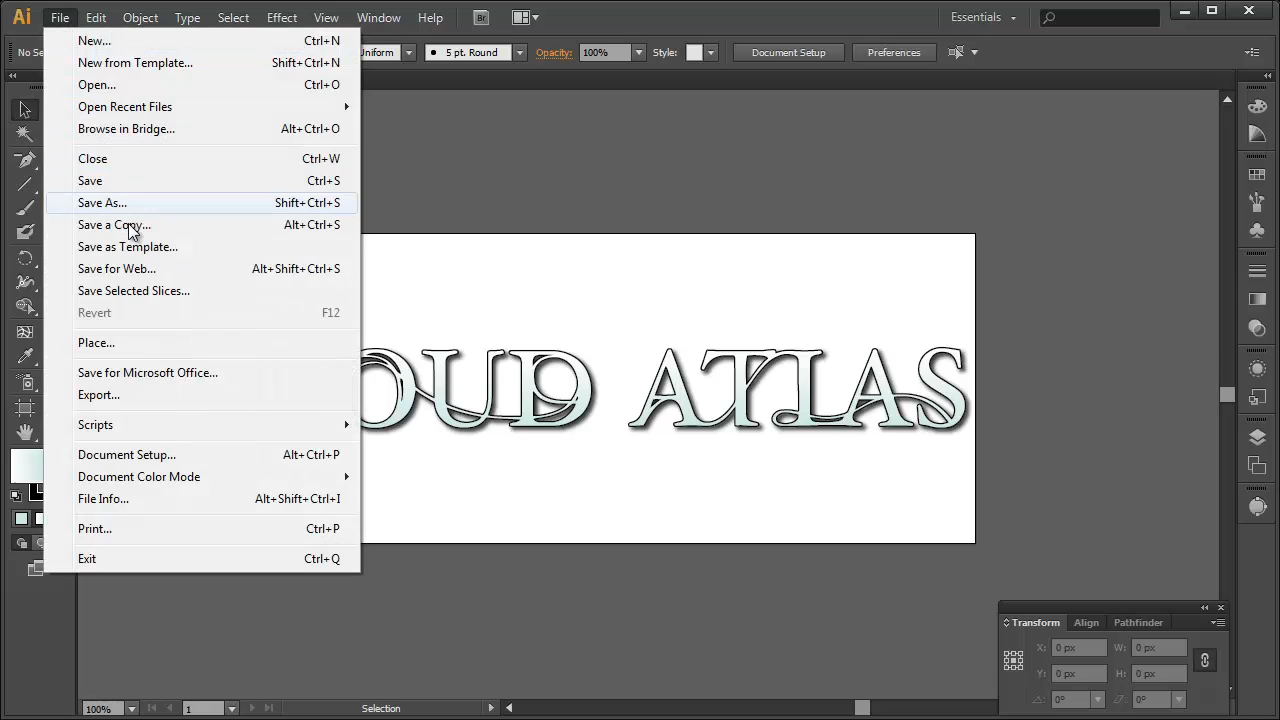 Ai File Edit Object Type Select Effect View Window Help Br Essentials
Uniform 5 pt. Round Opacity: 100% Style: Document Setup Preferences
New... Ctrl+N
New from Template... Shift+Ctrl+N
Open... Ctrl+O
Open Recent Files
Browse in Bridge... Alt+Ctrl+O
Close Ctrl+W
Save Ctrl+S
Save As... Shift+Ctrl+S
Save a Copy... Alt+Ctrl+S
Save as Template...
Save for Web... Alt+Shift+Ctrl+S
Save Selected Slices...
Revert F12
Place...
Save for Microsoft Office...
Export...
Scripts
Document Setup... Alt+Ctrl+P
Document Color Mode
File Info... Alt+Shift+Ctrl+I
Print... Ctrl+P
Exit Ctrl+Q
OUD ATLAS
Transform Align Pathfinder
X: 0 px W: 0 px
Y: 0 px H: 0 px
0° 0°
100% 1 Selection